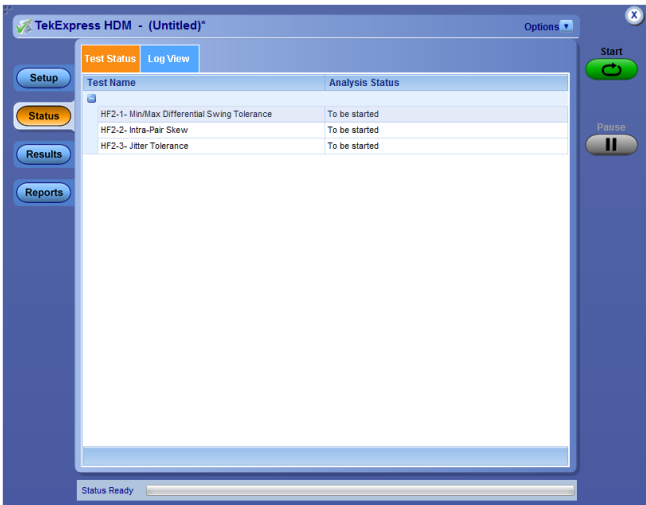 TekExpress HDM - (Untitled)*
Options
X
Start
Pause
Setup
Status
Results
Reports
Test Status Log View
Test Name Analysis Status
HF2-1- Min/Max Differential Swing Tolerance To be started
HF2-2- Intra-Pair Skew To be started
HF2-3- Jitter Tolerance To be started
Status Ready